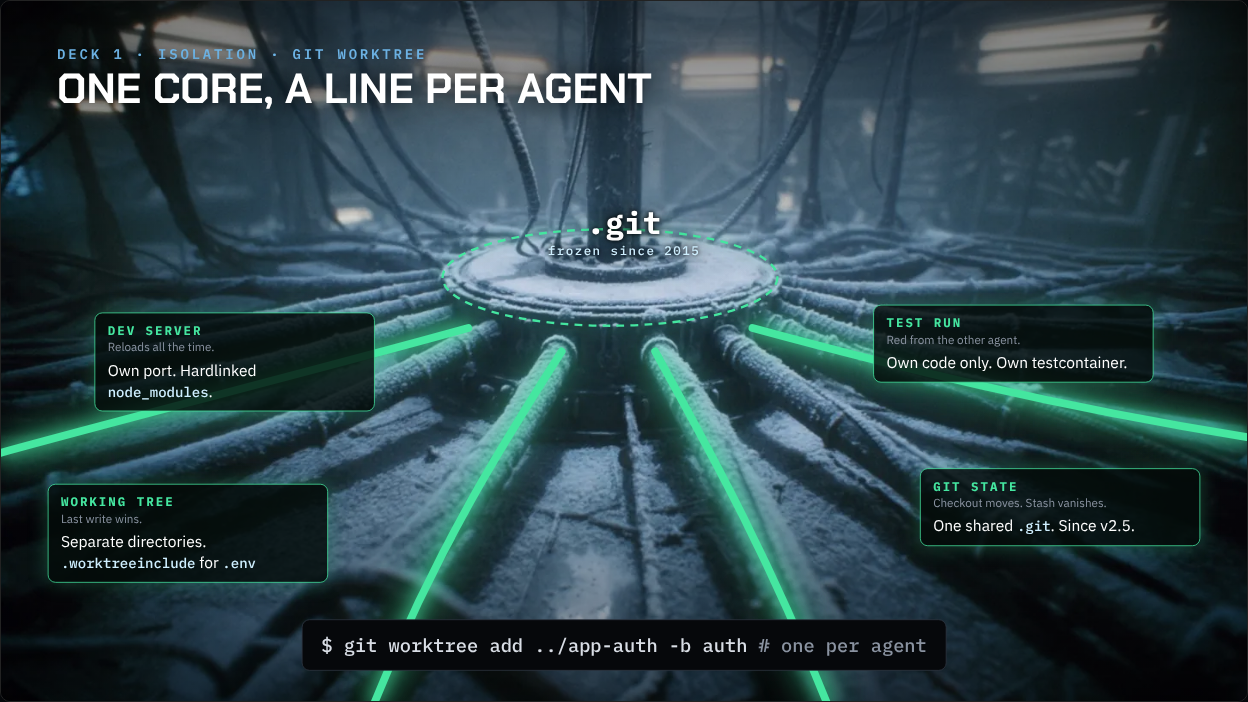 DECK 1 · ISOLATION · GIT WORKTREE
ONE CORE, A LINE PER AGENT
.git
frozen since 2015
DEV SERVER
Reloads all the time.
Own port. Hardlinked
node_modules.
TEST RUN
Red from the other agent.
Own code only. Own testcontainer.
WORKING TREE
Last write wins.
Separate directories.
.worktreeinclude for .env
GIT STATE
Checkout moves. Stash vanishes.
One shared .git. Since v2.5.
$ git worktree add ../app-auth -b auth # one per agent